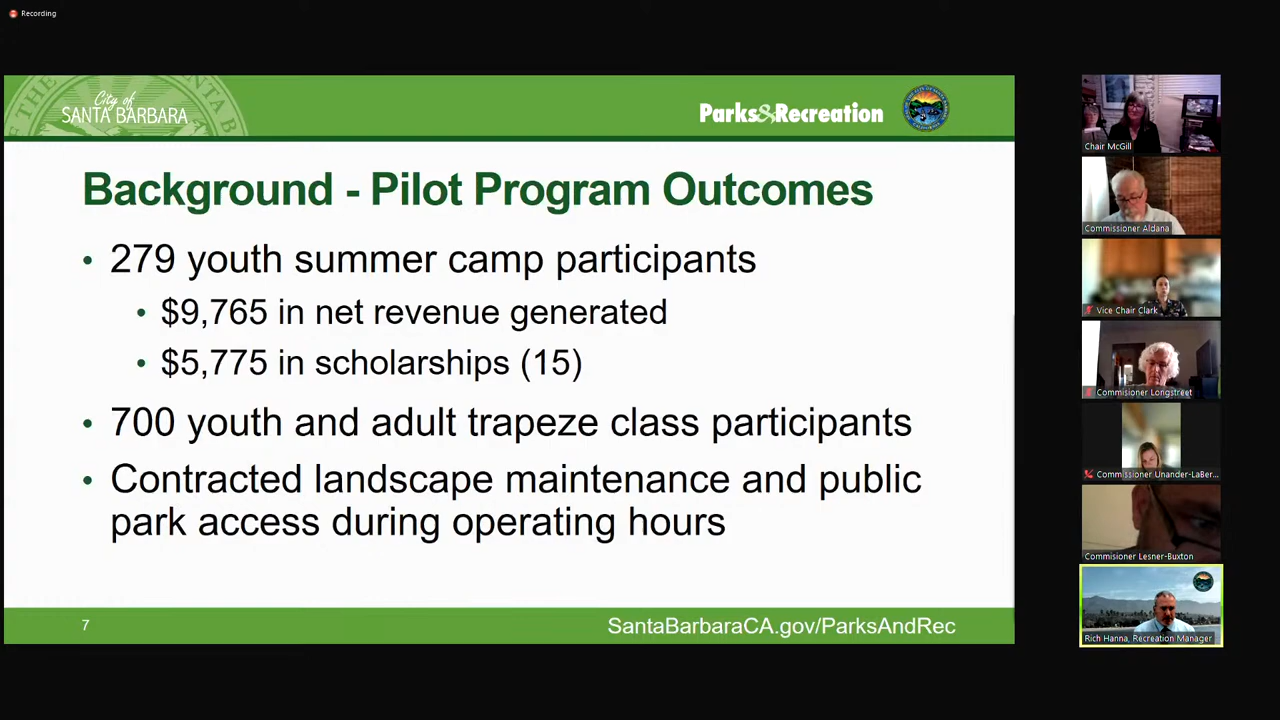 Recording
City of
SANTA BARBARA
Parks&Recreation
Background - Pilot Program Outcomes
• 279 youth summer camp participants
• $9,765 in net revenue generated
• $5,775 in scholarships (15)
• 700 youth and adult trapeze class participants
• Contracted landscape maintenance and public
park access during operating hours
7
SantaBarbaraCA.gov/ParksAndRec
Chair McGill
Commissioner Aldana
Vice Chair Clark
Commisioner Longstreet
Commissioner Unander-LaBer...
Commisioner Lesner-Buxton
Rich Hanna, Recreation Manager